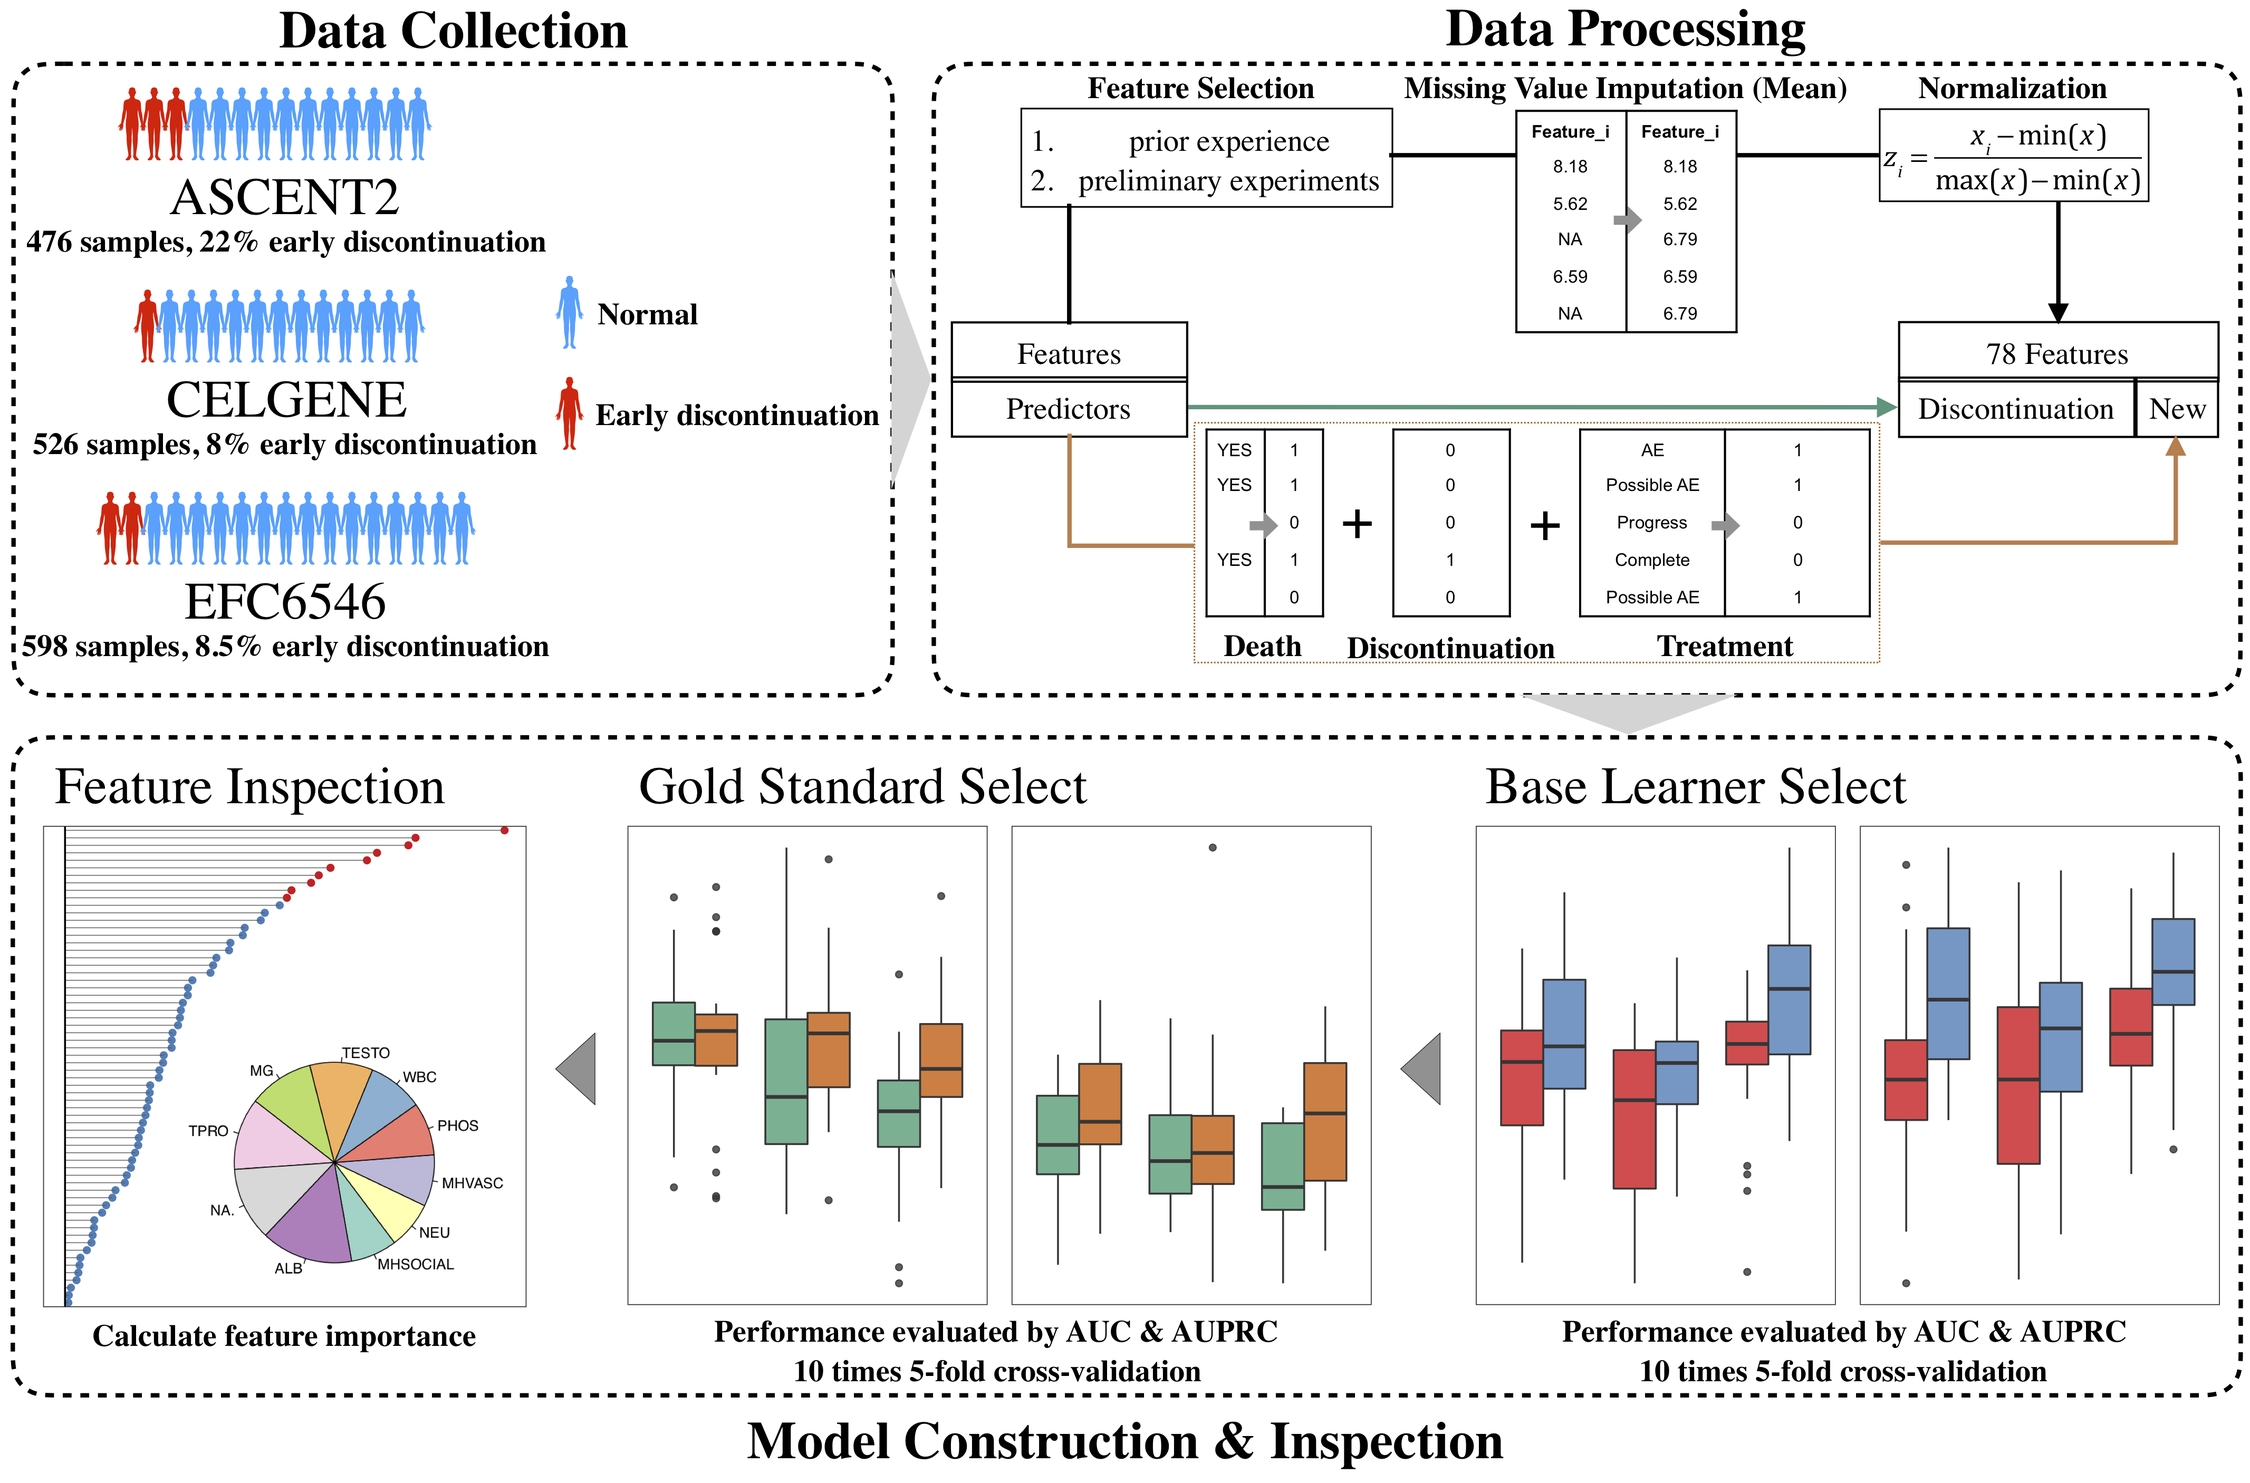 Data Collection
ASCENT2
476 samples, 22% early discontinuation
CELGENE
526 samples, 8% early discontinuation
EFC6546
598 samples, 8.5% early discontinuation
Normal
Early discontinuation
Data Processing
Feature Selection
1. prior experience
2. preliminary experiments
Missing Value Imputation (Mean)
Feature_i Feature_i
8.18 8.18
5.62 5.62
NA 6.79
6.59 6.59
NA 6.79
Normalization
z_i = (x_i − min(x)) / (max(x) − min(x))
Features
Predictors
78 Features
Discontinuation New
YES 1 0 AE 1
YES 1 0 Possible AE 1
0 + 0 + Progress 0
YES 1 1 Complete 0
0 0 Possible AE 1
Death Discontinuation Treatment
Feature Inspection
TESTO
WBC
PHOS
MHVASC
NEU
MHSOCIAL
ALB
NA.
TPRO
MG
Calculate feature importance
Gold Standard Select
Performance evaluated by AUC & AUPRC
10 times 5-fold cross-validation
Base Learner Select
Performance evaluated by AUC & AUPRC
10 times 5-fold cross-validation
Model Construction & Inspection